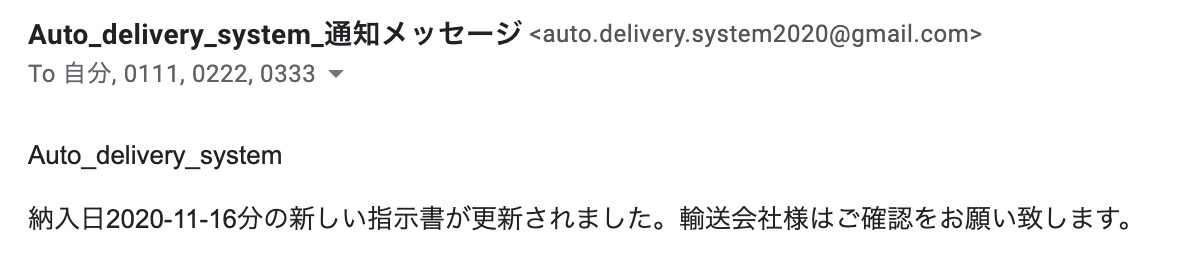 Auto_delivery_system_通知メッセージ <auto.delivery.system2020@gmail.com>
To 自分, 0111, 0222, 0333
Auto_delivery_system
納入日2020-11-16分の新しい指示書が更新されました。輸送会社様はご確認をお願い致します。